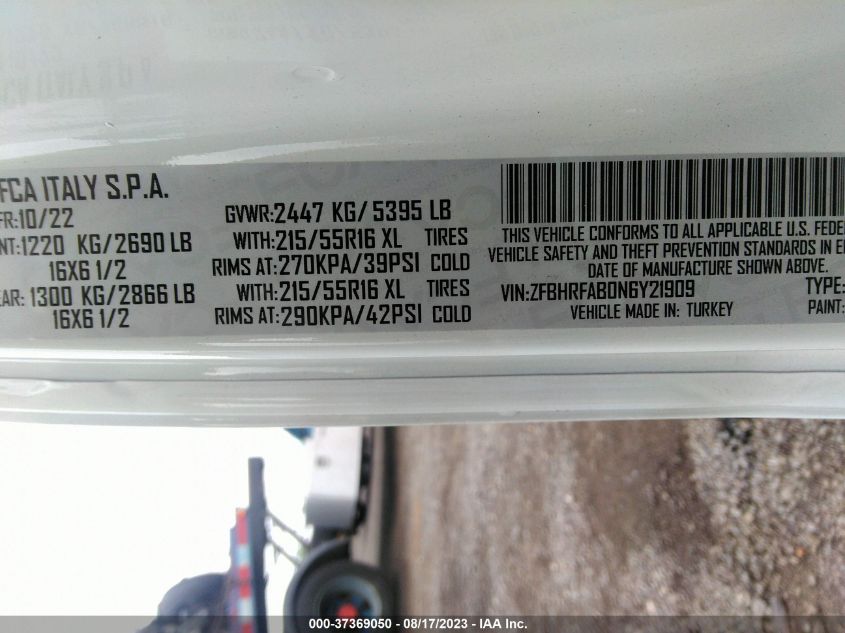 FCA ITALY S.P.A.
FR:10/22
NT:1220 KG/2690 LB
16X6 1/2
EAR: 1300 KG/2866 LB
16X6 1/2
GVWR:2447 KG/ 5395 LB
WITH:215/55R16 XL TIRES
RIMS AT:270KPA/39PSI COLD
WITH:215/55R16 XL TIRES
RIMS AT:290KPA/42PSI COLD
THIS VEHICLE CONFORMS TO ALL APPLICABLE U.S. FEDE
VEHICLE SAFETY AND THEFT PREVENTION STANDARDS IN E
DATE OF MANUFACTURE SHOWN ABOVE.
VIN:ZFBHRFAB0N6Y21909 TYPE:
VEHICLE MADE IN: TURKEY PAINT:
000-37369050 - 08/17/2023 - IAA Inc.